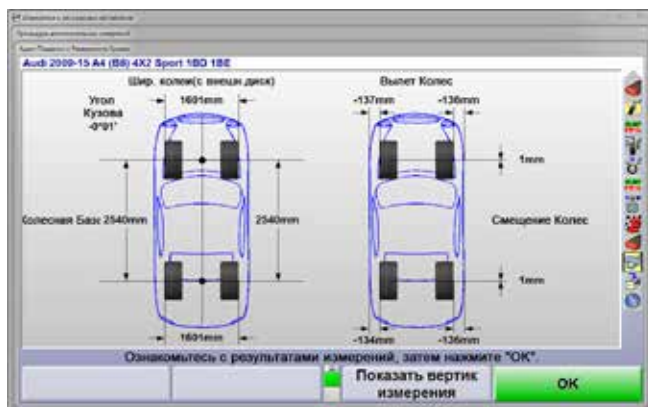 Audi 2009-15 A4 (B8) 4X2 Sport 1BD 1BE
Шир. колеи(с внешн диск)
Вылет Колес
Угол
Кузова
-0°01'
1601mm
-137mm
-136mm
1mm
Колесная Базе 2540mm
2540mm
Смещение Колес
1mm
1601mm
-134mm
-136mm
Ознакомьтесь с результатами измерений, затем нажмите "OK".
Показать вертик
измерения
OK